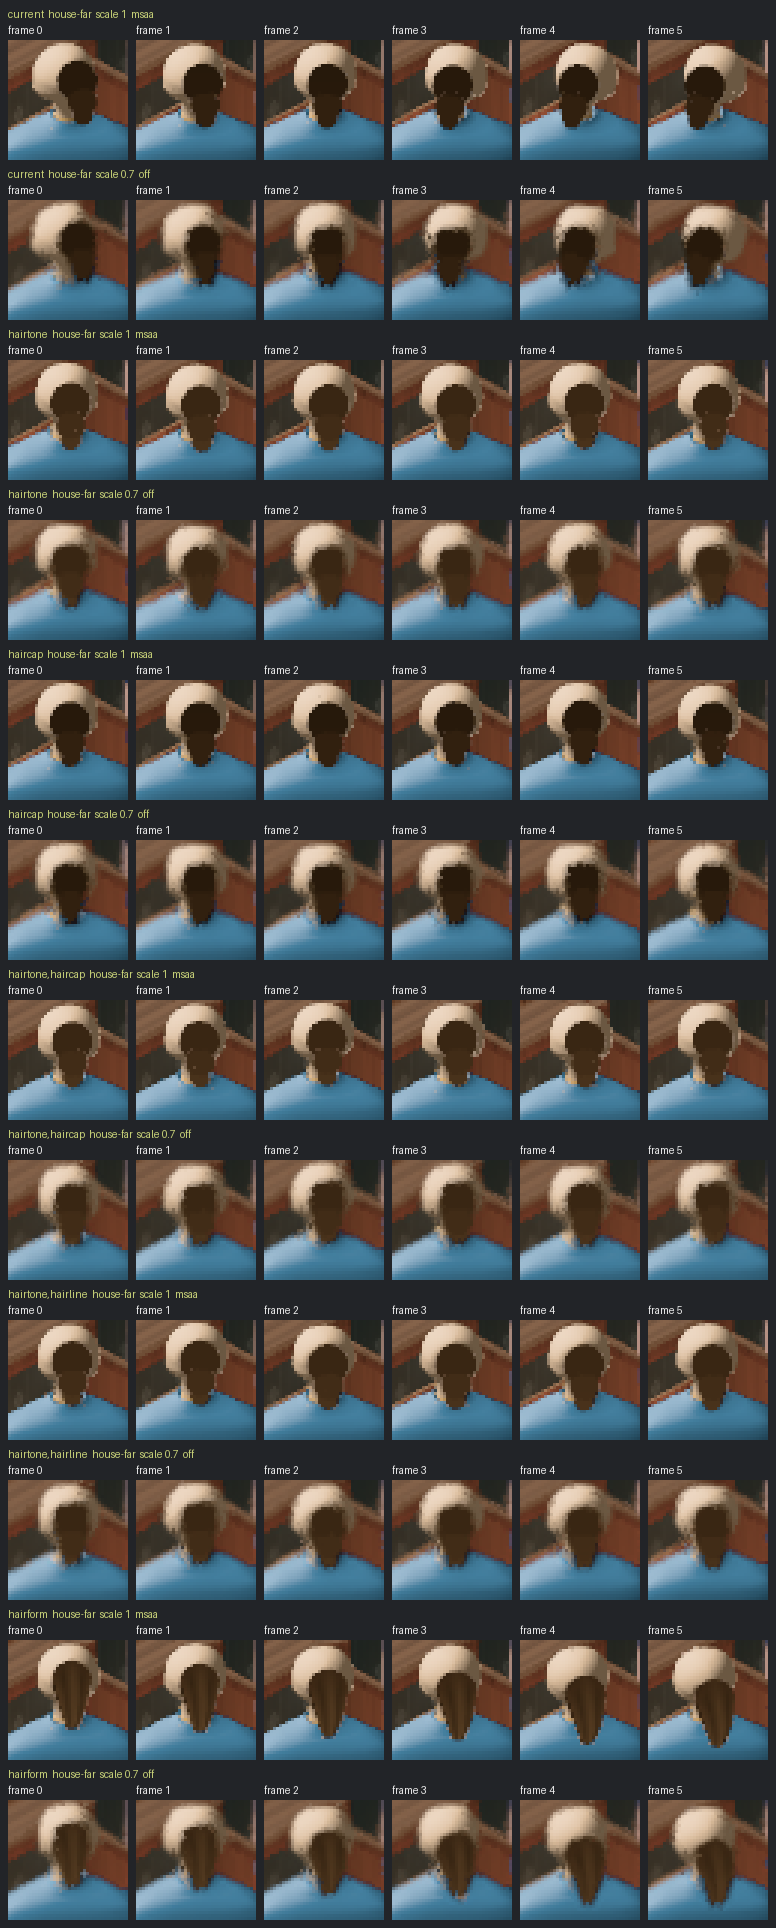 current house-far scale 1 msaa
frame 0 frame 1 frame 2 frame 3 frame 4 frame 5
current house-far scale 0.7 off
frame 0 frame 1 frame 2 frame 3 frame 4 frame 5
hairtone house-far scale 1 msaa
frame 0 frame 1 frame 2 frame 3 frame 4 frame 5
hairtone house-far scale 0.7 off
frame 0 frame 1 frame 2 frame 3 frame 4 frame 5
haircap house-far scale 1 msaa
frame 0 frame 1 frame 2 frame 3 frame 4 frame 5
haircap house-far scale 0.7 off
frame 0 frame 1 frame 2 frame 3 frame 4 frame 5
hairtone,haircap house-far scale 1 msaa
frame 0 frame 1 frame 2 frame 3 frame 4 frame 5
hairtone,haircap house-far scale 0.7 off
frame 0 frame 1 frame 2 frame 3 frame 4 frame 5
hairtone,hairline house-far scale 1 msaa
frame 0 frame 1 frame 2 frame 3 frame 4 frame 5
hairtone,hairline house-far scale 0.7 off
frame 0 frame 1 frame 2 frame 3 frame 4 frame 5
hairform house-far scale 1 msaa
frame 0 frame 1 frame 2 frame 3 frame 4 frame 5
hairform house-far scale 0.7 off
frame 0 frame 1 frame 2 frame 3 frame 4 frame 5